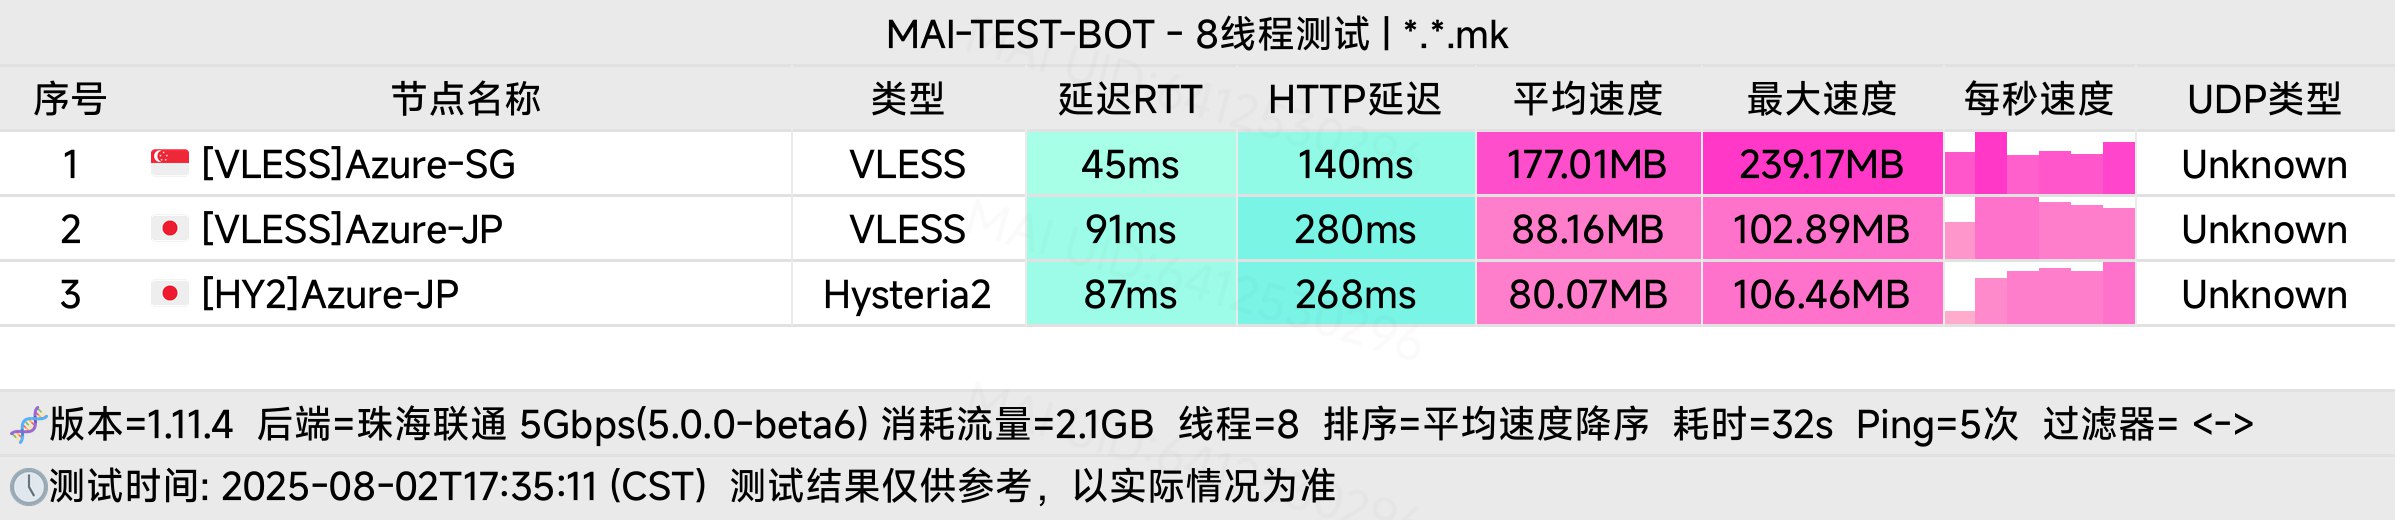 MAI-TEST-BOT - 8线程测试 | *.*.mk
序号 节点名称 类型 延迟RTT HTTP延迟 平均速度 最大速度 每秒速度 UDP类型
1 [VLESS]Azure-SG VLESS 45ms 140ms 177.01MB 239.17MB Unknown
2 [VLESS]Azure-JP VLESS 91ms 280ms 88.16MB 102.89MB Unknown
3 [HY2]Azure-JP Hysteria2 87ms 268ms 80.07MB 106.46MB Unknown
版本=1.11.4 后端=珠海联通 5Gbps(5.0.0-beta6) 消耗流量=2.1GB 线程=8 排序=平均速度降序 耗时=32s Ping=5次 过滤器= <->
测试时间: 2025-08-02T17:35:11 (CST) 测试结果仅供参考，以实际情况为准
MAI UID:6412530296